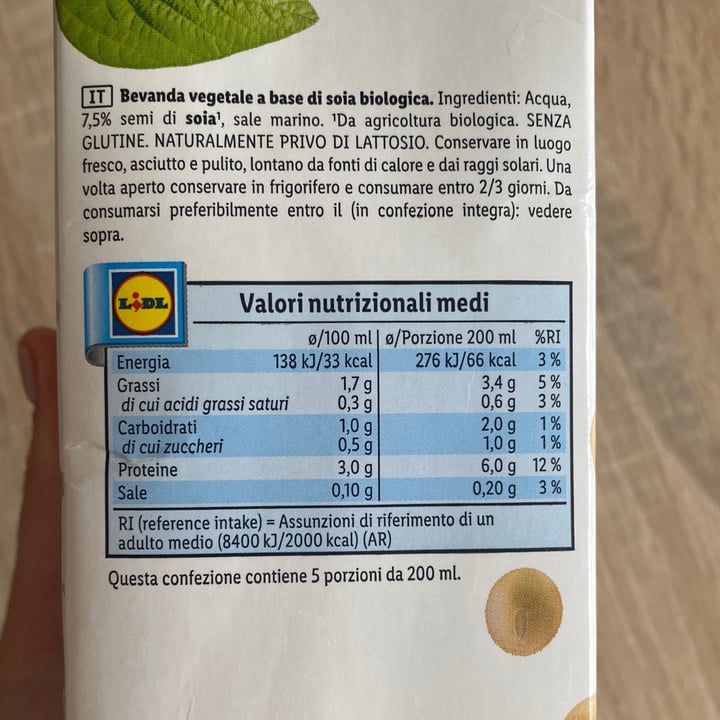 IT Bevanda vegetale a base di soia biologica. Ingredienti: Acqua,
7,5% semi di soia¹, sale marino. ¹Da agricoltura biologica. SENZA
GLUTINE. NATURALMENTE PRIVO DI LATTOSIO. Conservare in luogo
fresco, asciutto e pulito, lontano da fonti di calore e dai raggi solari. Una
volta aperto conservare in frigorifero e consumare entro 2/3 giorni. Da
consumarsi preferibilmente entro il (in confezione integra): vedere
sopra.
LIDL
Valori nutrizionali medi
ø/100 ml ø/Porzione 200 ml %RI
Energia 138 kJ/33 kcal 276 kJ/66 kcal 3 %
Grassi 1,7 g 3,4 g 5 %
di cui acidi grassi saturi 0,3 g 0,6 g 3 %
Carboidrati 1,0 g 2,0 g 1 %
di cui zuccheri 0,5 g 1,0 g 1 %
Proteine 3,0 g 6,0 g 12 %
Sale 0,10 g 0,20 g 3 %
RI (reference intake) = Assunzioni di riferimento di un
adulto medio (8400 kJ/2000 kcal) (AR)
Questa confezione contiene 5 porzioni da 200 ml.